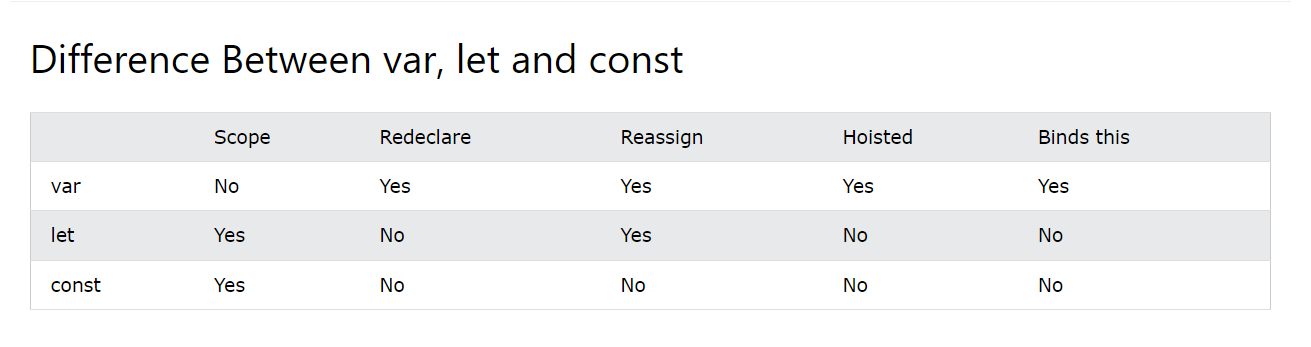 Difference Between var, let and const
Scope Redeclare Reassign Hoisted Binds this
var No Yes Yes Yes Yes
let Yes No Yes No No
const Yes No No No No